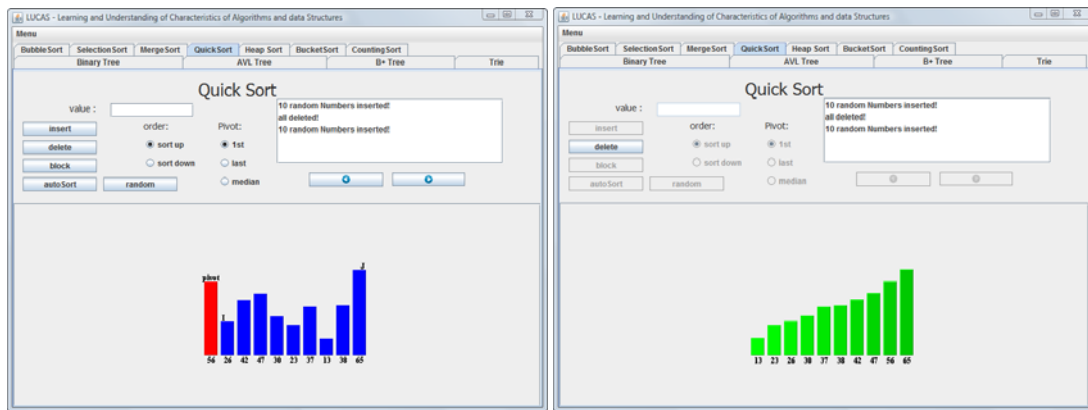 LUCAS - Learning and Understanding of Characteristics of Algorithms and data Structures
Menu
BubbleSort SelectionSort MergeSort QuickSort Heap Sort BucketSort CountingSort
Binary Tree AVL Tree B+ Tree Trie
Quick Sort
value :
10 random Numbers inserted!
all deleted!
10 random Numbers inserted!
insert order: Pivot:
delete sort up 1st
block sort down last
autoSort random median
pivot J
I
56 26 42 47 30 23 37 13 38 65
LUCAS - Learning and Understanding of Characteristics of Algorithms and data Structures
Menu
BubbleSort SelectionSort MergeSort QuickSort Heap Sort BucketSort CountingSort
Binary Tree AVL Tree B+ Tree Trie
Quick Sort
value :
10 random Numbers inserted!
all deleted!
10 random Numbers inserted!
insert order: Pivot:
delete sort up 1st
block sort down last
autoSort random median
13 23 26 30 37 38 42 47 56 65